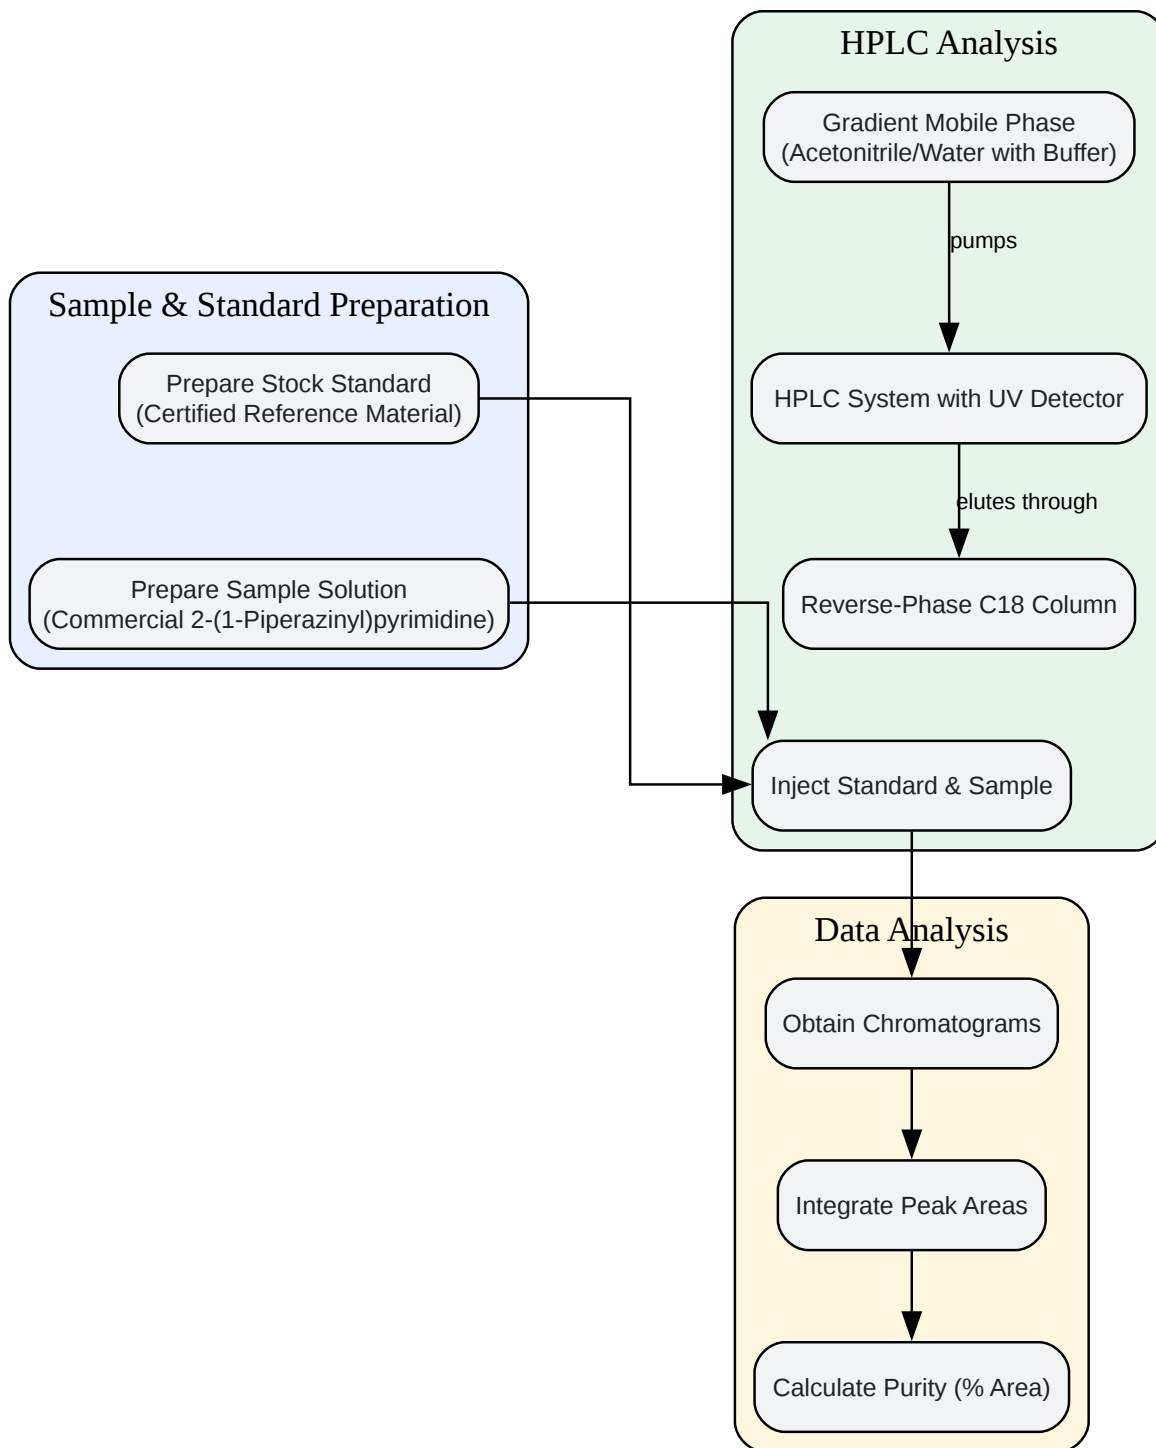 HPLC Analysis
Gradient Mobile Phase
(Acetonitrile/Water with Buffer)
pumps
Sample & Standard Preparation
Prepare Stock Standard
(Certified Reference Material)
HPLC System with UV Detector
elutes through
Prepare Sample Solution
(Commercial 2-(1-Piperazinyl)pyrimidine)
Reverse-Phase C18 Column
Inject Standard & Sample
Data Analysis
Obtain Chromatograms
Integrate Peak Areas
Calculate Purity (% Area)